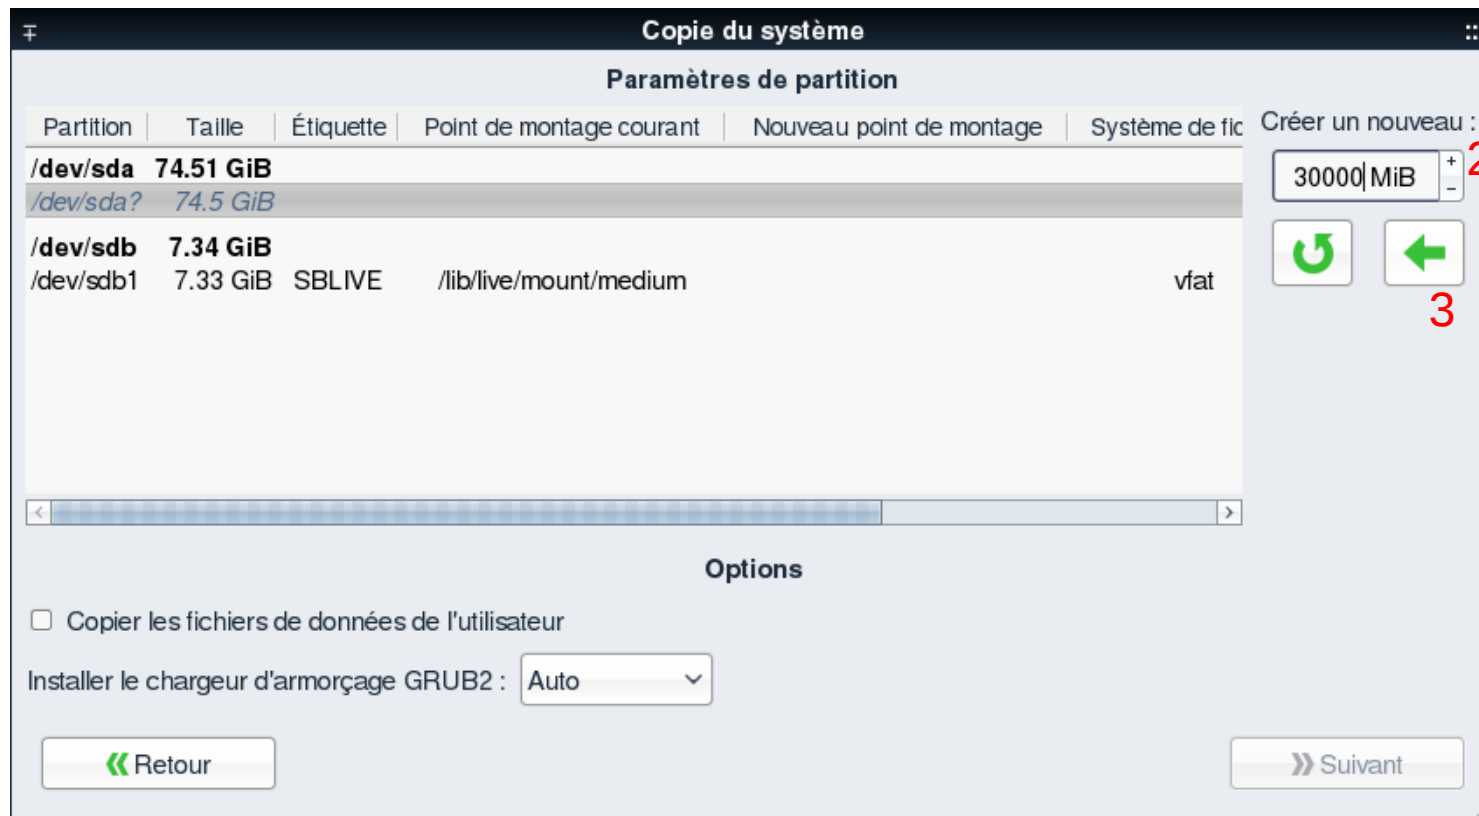 Copie du système
Paramètres de partition
Partition Taille Étiquette Point de montage courant Nouveau point de montage Système de fic
/dev/sda 74.51 GiB
/dev/sda? 74.5 GiB
/dev/sdb 7.34 GiB
/dev/sdb1 7.33 GiB SBLIVE /lib/live/mount/medium vfat
Créer un nouveau :
30000 MiB + -
2
3
Options
Copier les fichiers de données de l'utilisateur
Installer le chargeur d'armorçage GRUB2 : Auto
Retour
Suivant